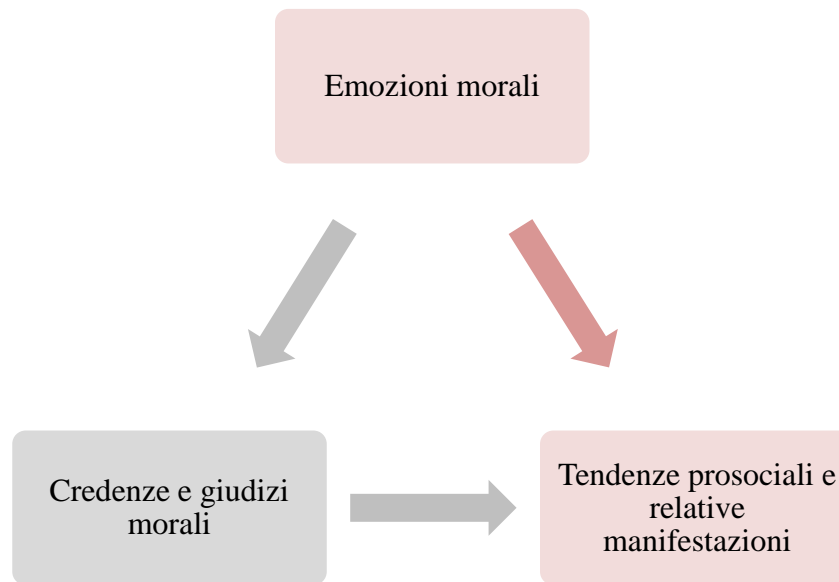 Emozioni morali
Credenze e giudizi
morali
Tendenze prosociali e
relative
manifestazioni